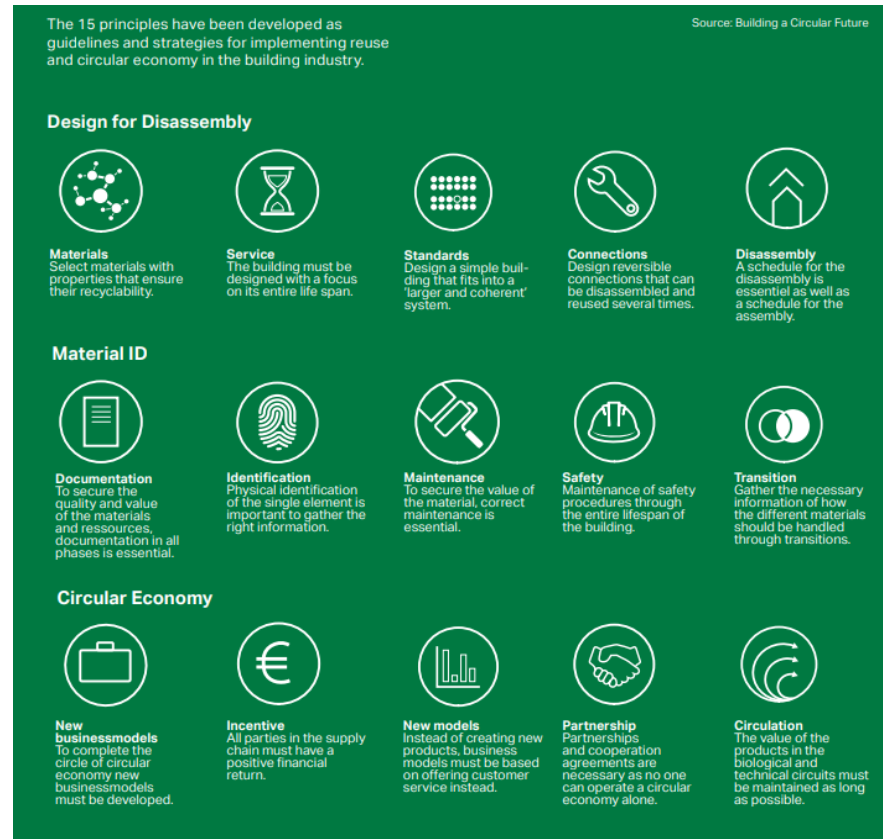 The 15 principles have been developed as
guidelines and strategies for implementing reuse
and circular economy in the building industry.
Source: Building a Circular Future
Design for Disassembly
Materials
Select materials with
properties that ensure
their recyclability.
Service
The building must be
designed with a focus
on its entire life span.
Standards
Design a simple buil-
ding that fits into a
'larger and coherent'
system.
Connections
Design reversible
connections that can
be disassembled and
reused several times.
Disassembly
A schedule for the
disassembly is
essentiel as well as
a schedule for the
assembly.
Material ID
Documentation
To secure the
quality and value
of the materials
and ressources,
documentation in all
phases is essential.
Identification
Physical identification
of the single element is
important to gather the
right information.
Maintenance
To secure the value of
the material, correct
maintenance is
essential.
Safety
Maintenance of safety
procedures through
the entire lifespan of
the building.
Transition
Gather the necessary
information of how
the different materials
should be handled
through transitions.
Circular Economy
New
businessmodels
To complete the
circle of circular
economy new
businessmodels
must be developed.
€
Incentive
All parties in the supply
chain must have a
positive financial
return.
New models
Instead of creating new
products, business
models must be based
on offering customer
service instead.
Partnership
Partnerships
and cooperation
agreements are
necessary as no one
can operate a circular
economy alone.
Circulation
The value of the
products in the
biological and
technical circuits must
be maintained as long
as possible.